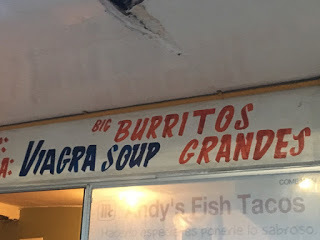 BIG BURRITOS
A: VIAGRA SOUP GRANDES
Andy's Fish Tacos